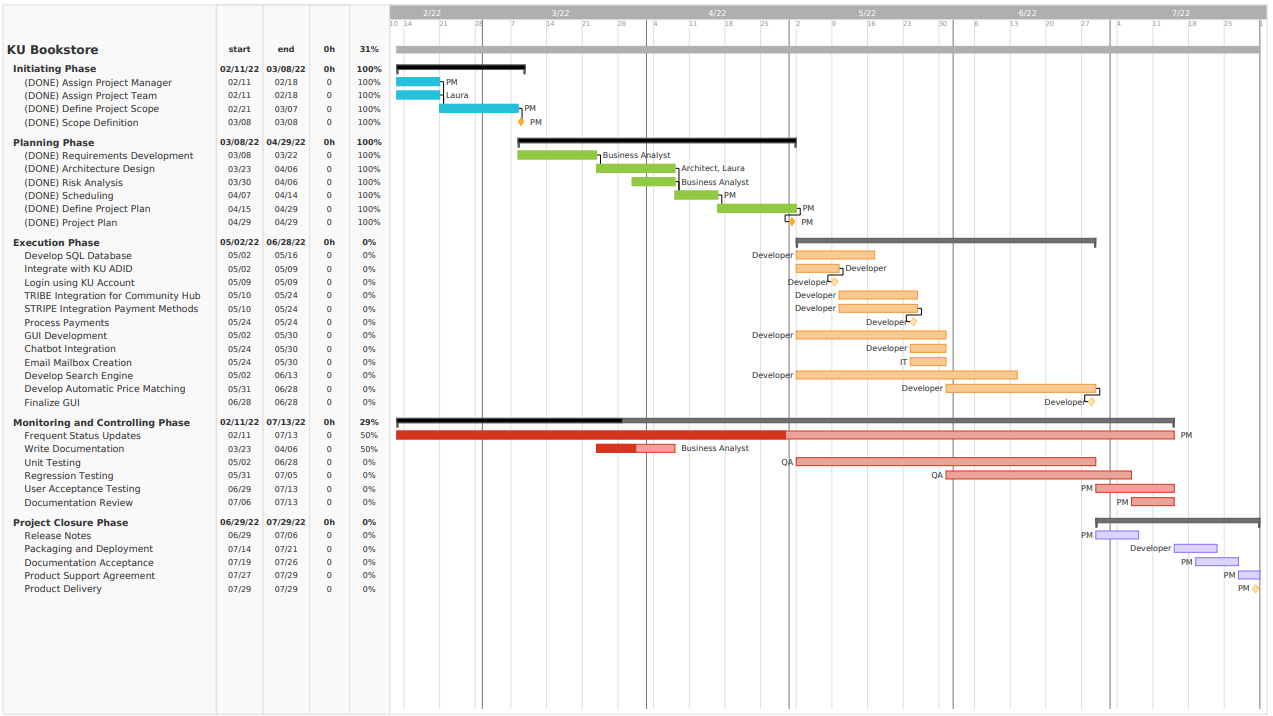 2/22 3/22 4/22 5/22 6/22 7/22
10 14 21 28 7 14 21 28 4 11 18 25 2 9 16 23 30 6 13 20 27 4 11 18 25 1
KU Bookstore start end 0h 31%
Initiating Phase 02/11/22 03/08/22 0h 100%
(DONE) Assign Project Manager 02/11 02/18 0 100% PM
(DONE) Assign Project Team 02/11 02/18 0 100% Laura
(DONE) Define Project Scope 02/21 03/07 0 100% PM
(DONE) Scope Definition 03/08 03/08 0 100% PM
Planning Phase 03/08/22 04/29/22 0h 100%
(DONE) Requirements Development 03/08 03/22 0 100% Business Analyst
(DONE) Architecture Design 03/23 04/06 0 100% Architect, Laura
(DONE) Risk Analysis 03/30 04/06 0 100% Business Analyst
(DONE) Scheduling 04/07 04/14 0 100% PM
(DONE) Define Project Plan 04/15 04/29 0 100% PM
(DONE) Project Plan 04/29 04/29 0 100% PM
Execution Phase 05/02/22 06/28/22 0h 0%
Develop SQL Database 05/02 05/16 0 0% Developer
Integrate with KU ADID 05/02 05/09 0 0% Developer
Login using KU Account 05/09 05/09 0 0% Developer
TRIBE Integration for Community Hub 05/10 05/24 0 0% Developer
STRIPE Integration Payment Methods 05/10 05/24 0 0% Developer
Process Payments 05/24 05/24 0 0% Developer
GUI Development 05/02 05/30 0 0% Developer
Chatbot Integration 05/24 05/30 0 0% Developer
Email Mailbox Creation 05/24 05/30 0 0% IT
Develop Search Engine 05/02 06/13 0 0% Developer
Develop Automatic Price Matching 05/31 06/28 0 0% Developer
Finalize GUI 06/28 06/28 0 0% Developer
Monitoring and Controlling Phase 02/11/22 07/13/22 0h 29%
Frequent Status Updates 02/11 07/13 0 50% PM
Write Documentation 03/23 04/06 0 50% Business Analyst
Unit Testing 05/02 06/28 0 0% QA
Regression Testing 05/31 07/05 0 0% QA
User Acceptance Testing 06/29 07/13 0 0% PM
Documentation Review 07/06 07/13 0 0% PM
Project Closure Phase 06/29/22 07/29/22 0h 0%
Release Notes 06/29 07/06 0 0% PM
Packaging and Deployment 07/14 07/21 0 0% Developer
Documentation Acceptance 07/19 07/26 0 0% PM
Product Support Agreement 07/27 07/29 0 0% PM
Product Delivery 07/29 07/29 0 0% PM